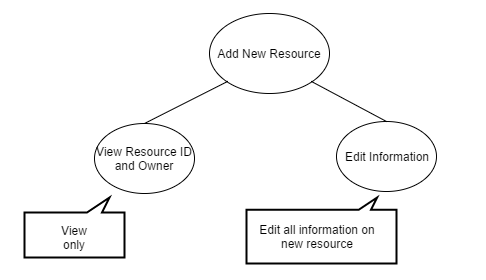 Add New Resource
View Resource ID
and Owner
Edit Information
View
only
Edit all information on
new resource